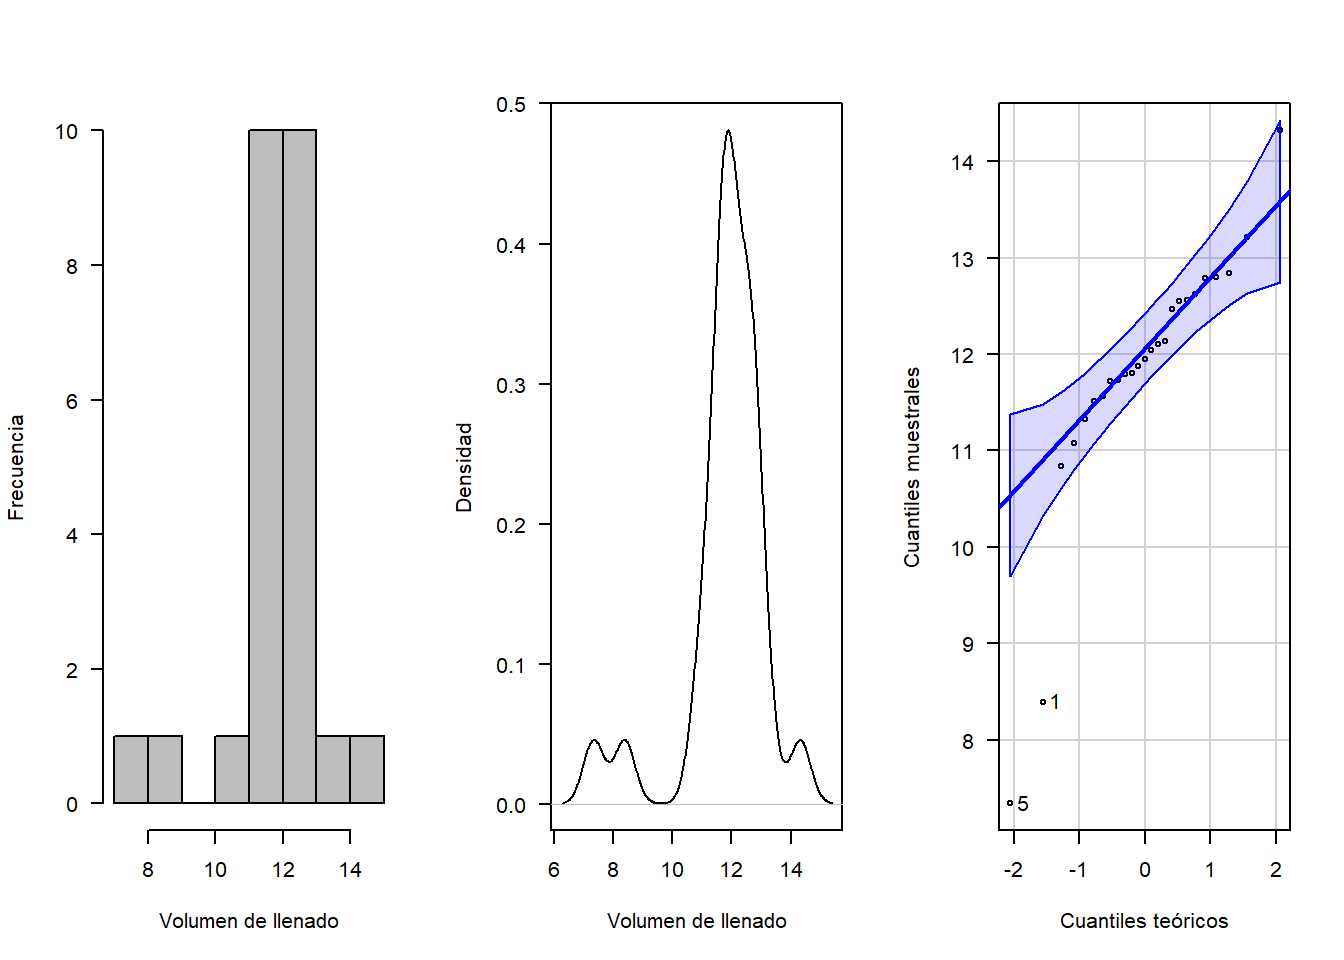 Frecuencia
10
8
6
4
2
0
8 10 12 14
Volumen de llenado
Densidad
0.5
0.4
0.3
0.2
0.1
0.0
6 8 10 12 14
Volumen de llenado
Cuantiles muestrales
14
13
12
11
10
9
8
1
5
-2 -1 0 1 2
Cuantiles teóricos